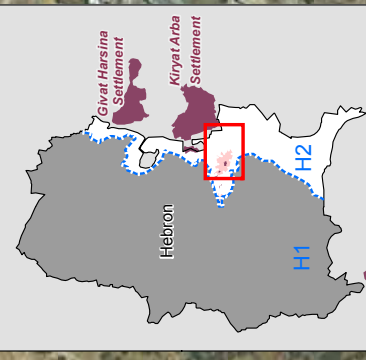 Givat Harsina
Settlement
Kiryat Arba
Settlement
Hebron
H2
H1